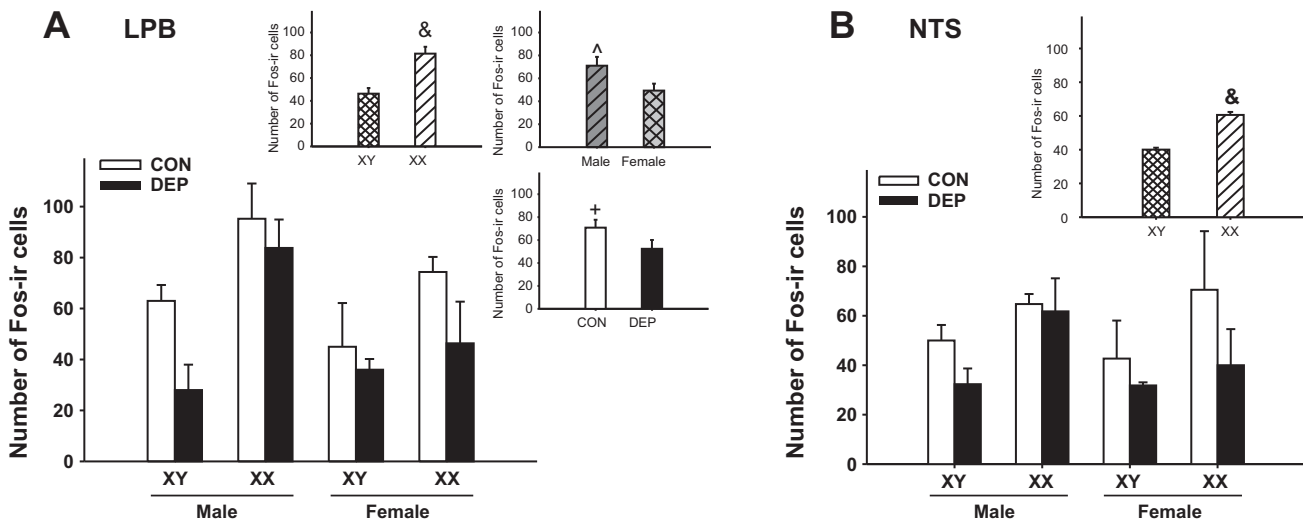 A LPB
Number of Fos-ir cells
100
80
60
40
20
0
&
XY XX
Number of Fos-ir cells
100
80
60
40
20
0
^
Male Female
Number of Fos-ir cells
100
80
60
40
20
0
+
CON DEP
CON
DEP
Number of Fos-ir cells
100
80
60
40
20
0
XY XX XY XX
Male Female
B NTS
Number of Fos-ir cells
100
80
60
40
20
0
&
XY XX
CON
DEP
Number of Fos-ir cells
100
80
60
40
20
0
XY XX XY XX
Male Female